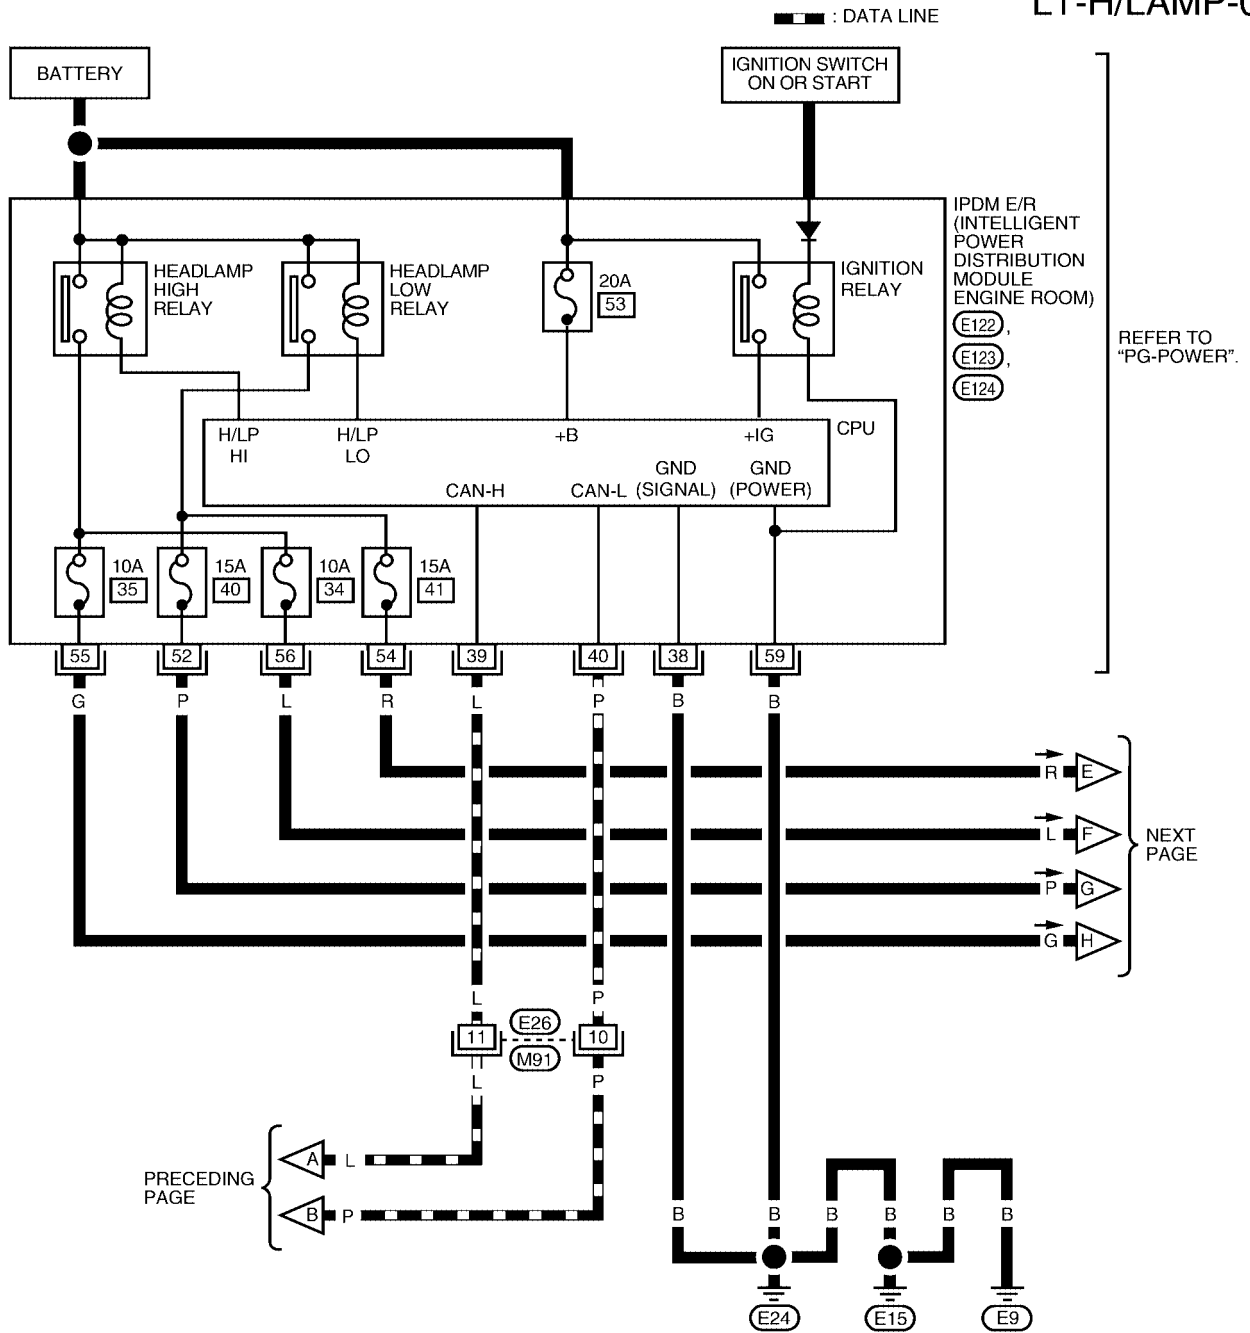 : DATA LINE
LT-H/LAMP-0
BATTERY
IGNITION SWITCH
ON OR START
IPDM E/R
(INTELLIGENT
POWER
DISTRIBUTION
MODULE
ENGINE ROOM)
E122 ,
E123 ,
E124
REFER TO
“PG-POWER”.
HEADLAMP
HIGH
RELAY
HEADLAMP
LOW
RELAY
20A
53
IGNITION
RELAY
CPU
H/LP
HI
H/LP
LO
+B
+IG
CAN-H
CAN-L
GND
(SIGNAL)
GND
(POWER)
10A
35
15A
40
10A
34
15A
41
55
52
56
54
39
40
38
59
G
P
L
R
L
P
B
B
R
E
L
F
P
G
G
H
NEXT
PAGE
L
P
11
E26
M91
10
L
P
PRECEDING
PAGE
A
L
B
P
B
B
B
B
B
B
E24
E15
E9